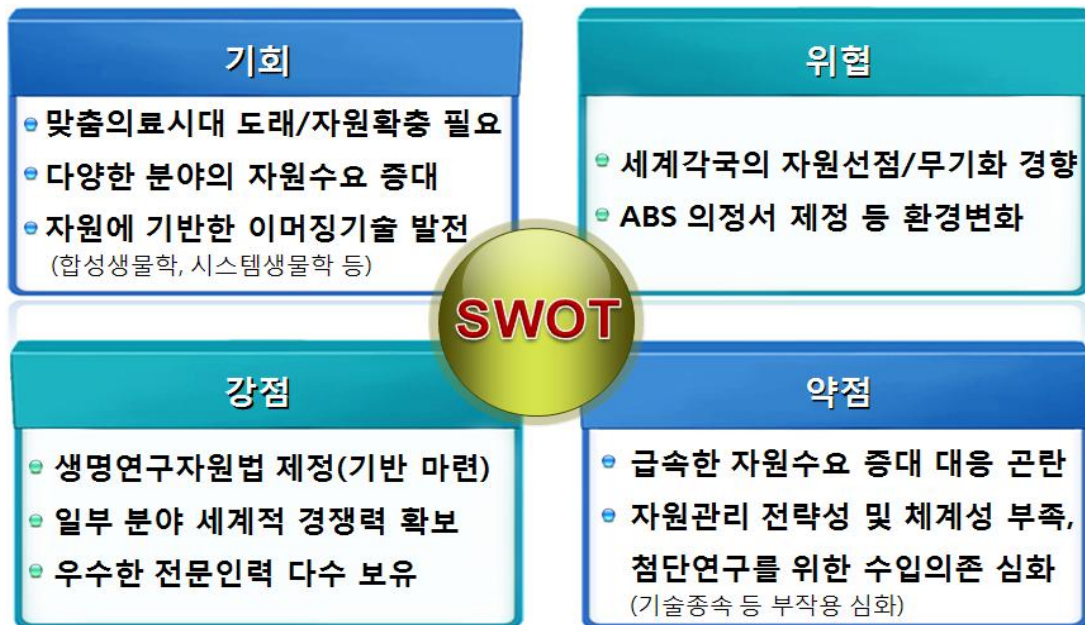 기회
맞춤의료시대 도래/자원확충 필요
다양한 분야의 자원수요 증대
자원에 기반한 이머징기술 발전
(합성생물학, 시스템생물학 등)
위협
세계각국의 자원선점/무기화 경향
ABS 의정서 제정 등 환경변화
SWOT
강점
생명연구자원법 제정(기반 마련)
일부 분야 세계적 경쟁력 확보
우수한 전문인력 다수 보유
약점
급속한 자원수요 증대 대응 곤란
자원관리 전략성 및 체계성 부족,
첨단연구를 위한 수입의존 심화
(기술종속 등 부작용 심화)